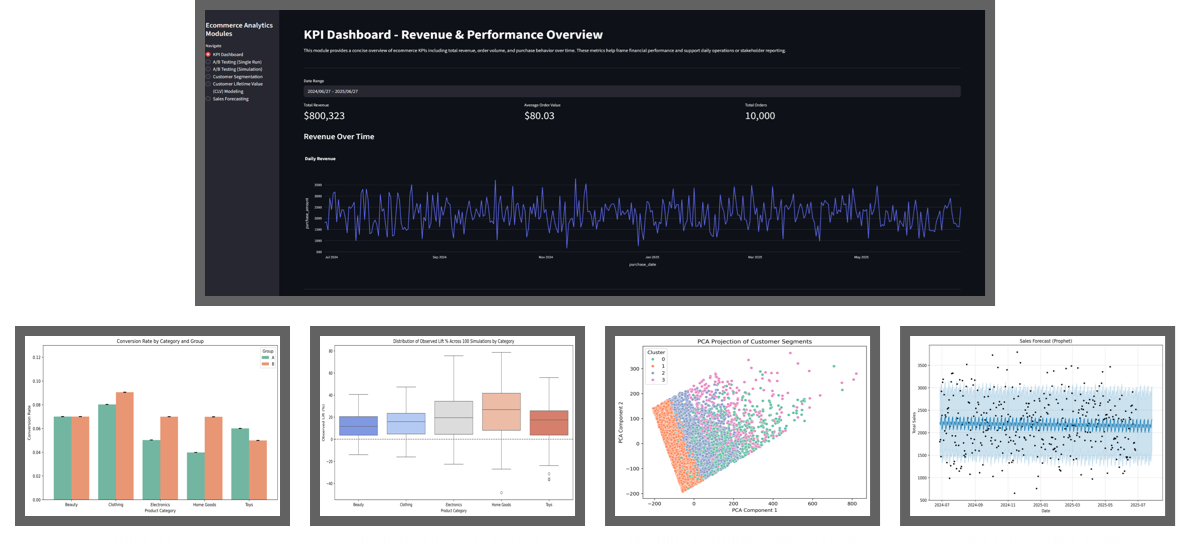 Ecommerce Analytics
Modules
Navigate
KPI Dashboard
A/B Testing (Single Run)
A/B Testing (Simulation)
Customer Segmentation
Customer Lifetime Value
(CLV) Modeling
Sales Forecasting
KPI Dashboard - Revenue & Performance Overview
This module provides a concise overview of ecommerce KPIs including total revenue, order volume, and purchase behavior over time. These metrics help frame financial performance and support daily operations or stakeholder reporting.
Date Range
2024/06/27 - 2025/06/27
Total Revenue
Average Order Value
Total Orders
$800,323
$80.03
10,000
Revenue Over Time
Daily Revenue
purchase_amount
3500
3000
2500
2000
1500
1000
500
Jul 2024
Sep 2024
Nov 2024
Jan 2025
Mar 2025
May 2025
purchase_date
Conversion Rate by Category and Group
Group
A
B
Conversion Rate
0.12
0.10
0.08
0.06
0.04
0.02
0.00
Beauty
Clothing
Electronics
Home Goods
Toys
Product Category
Distribution of Observed Lift % Across 100 Simulations by Category
Observed Lift (%)
80
60
40
20
0
−20
−40
Beauty
Clothing
Electronics
Home Goods
Toys
Product Category
PCA Projection of Customer Segments
Cluster
0
1
2
3
PCA Component 2
300
200
100
0
−100
−200
−200
0
200
400
600
800
PCA Component 1
Sales Forecast (Prophet)
Total Sales
3500
3000
2500
2000
1500
1000
500
2024-07
2024-09
2024-11
2025-01
2025-03
2025-05
2025-07
Date